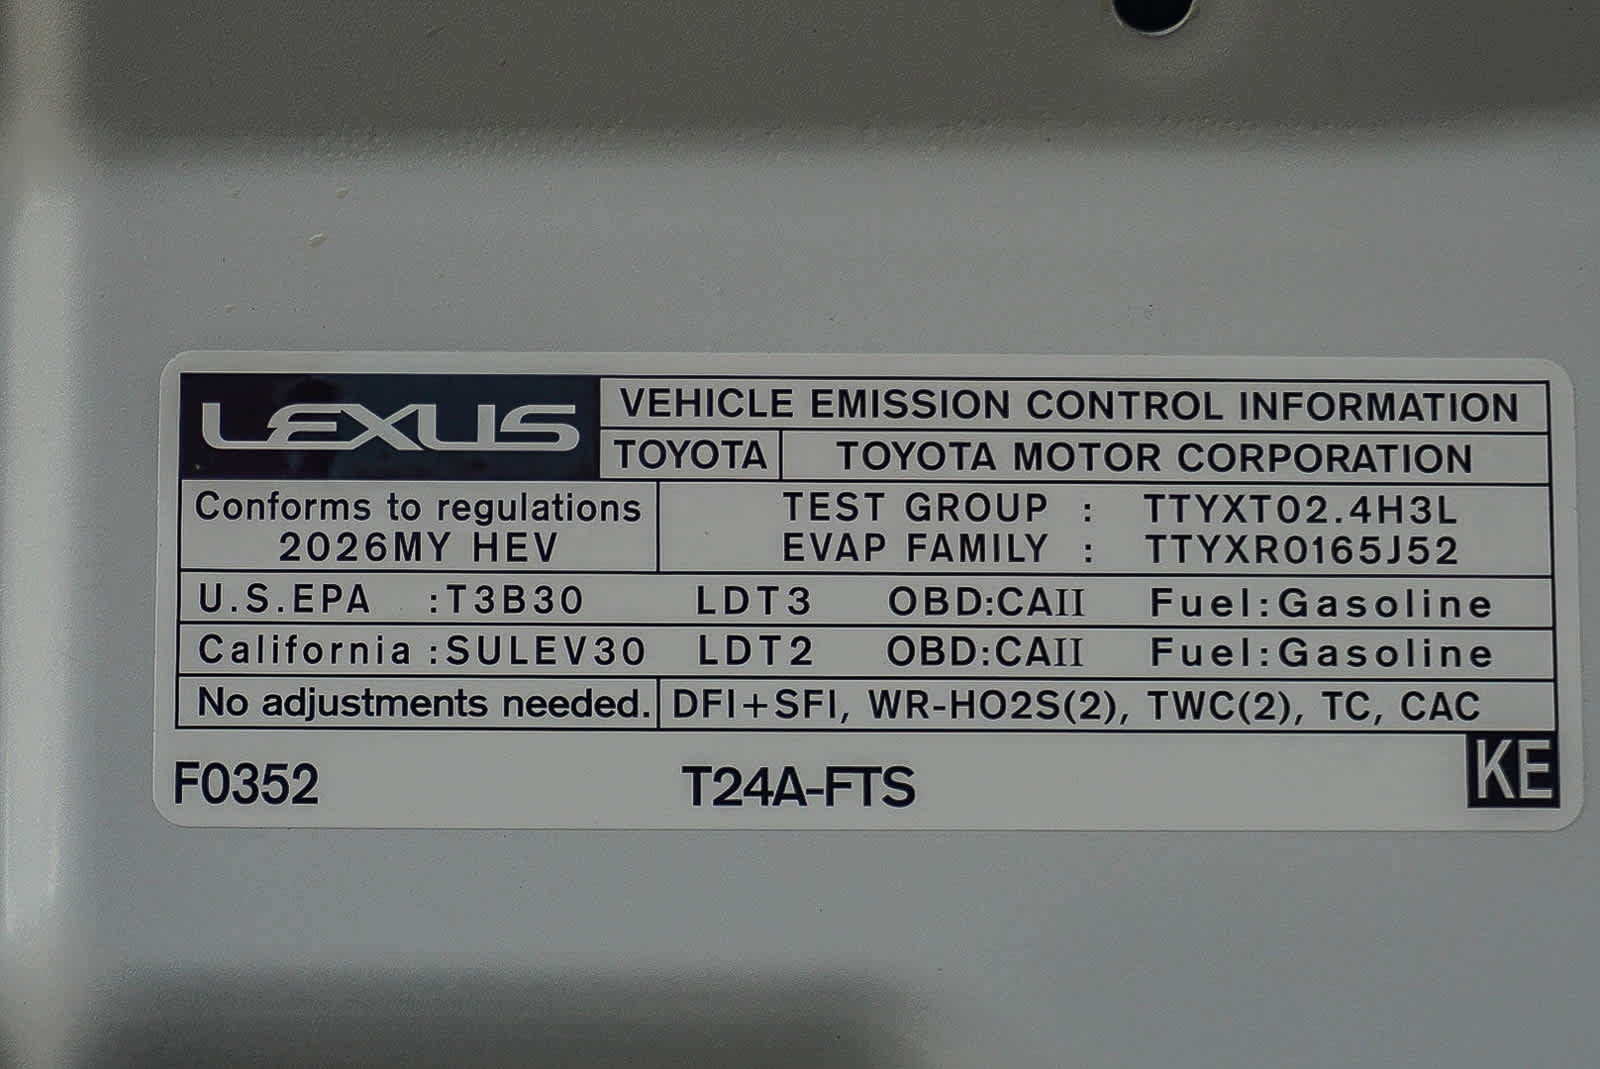 LEXUS
VEHICLE EMISSION CONTROL INFORMATION
TOYOTA TOYOTA MOTOR CORPORATION
Conforms to regulations
2026MY HEV
TEST GROUP : TTYXT02.4H3L
EVAP FAMILY : TTYXR0165J52
U.S.EPA :T3B30 LDT3 OBD:CAII Fuel:Gasoline
California :SULEV30 LDT2 OBD:CAII Fuel:Gasoline
No adjustments needed. DFI+SFI, WR-HO2S(2), TWC(2), TC, CAC
F0352 T24A-FTS KE